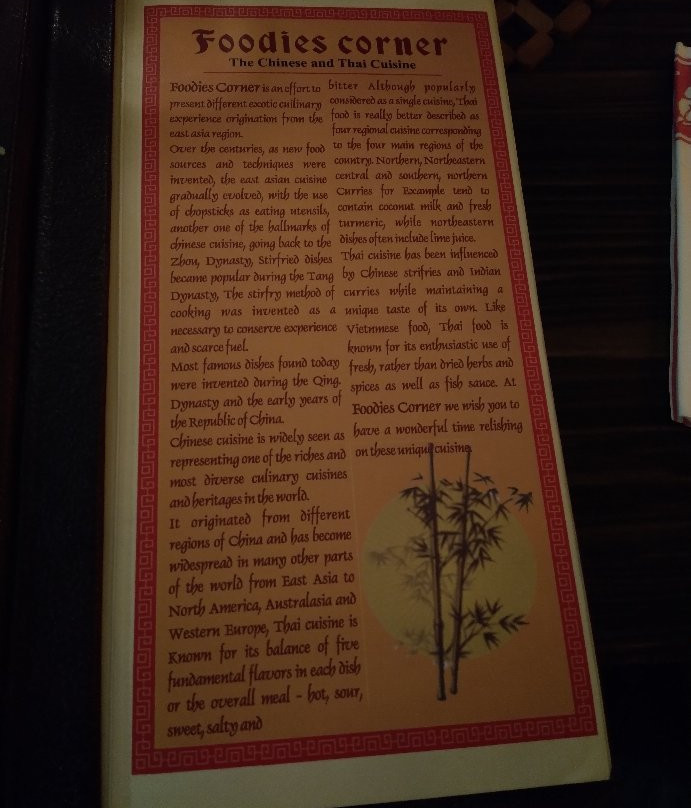 Foodies corner
The Chinese and Thai Cuisine
Foodies Corner is an effort to
present different exotic cuilinary
experience origination from the
east asia region.
Over the centuries, as new food
sources and techniques were
invented, the east asian cuisine
gradually evolved, with the use
of chopsticks as eating utensils,
another one of the hallmarks of
chinese cuisine, going back to the
Zhou, Dynasty, Stirfried dishes
became popular during the Tang
Dynasty, The stirfry method of
cooking was invented as a
necessary to conserve experience
and scarce fuel.
Most famous dishes found today
were invented during the Qing.
Dynasty and the early years of
the Republic of China.
Chinese cuisine is widely seen as
representing one of the riches and
most diverse culinary cuisines
and heritages in the world.
It originated from different
regions of China and has become
widespread in many other parts
of the world from East Asia to
North America, Australasia and
Western Europe, Thai cuisine is
Known for its balance of five
fundamental flavors in each dish
or the overall meal - hot, sour,
sweet, salty and
bitter Although popularly
considered as a single cuisine, Thai
food is really better described as
four regional cuisine corresponding
to the four main regions of the
country. Northern, Northeastern
central and southern, northern
Curries for Example tend to
contain coconut milk and fresh
turmeric, while northeastern
dishes often include lime juice.
Thai cuisine has been influenced
by Chinese strifries and Indian
curries while maintaining a
unique taste of its own. Like
Vietnmese food, Thai food is
known for its enthusiastic use of
fresh, rather than dried herbs and
spices as well as fish sauce. At
Foodies Corner we wish you to
have a wonderful time relishing
on these unique cuisine.